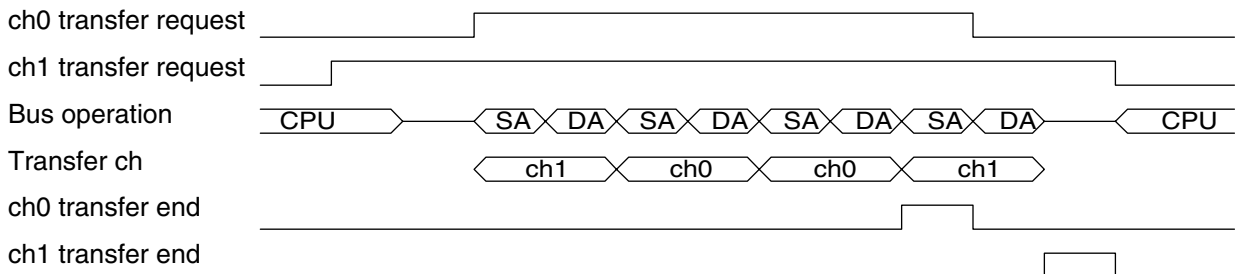 ch0 transfer request
ch1 transfer request
Bus operation CPU SA DA SA DA SA DA SA DA CPU
Transfer ch ch1 ch0 ch0 ch1
ch0 transfer end
ch1 transfer end